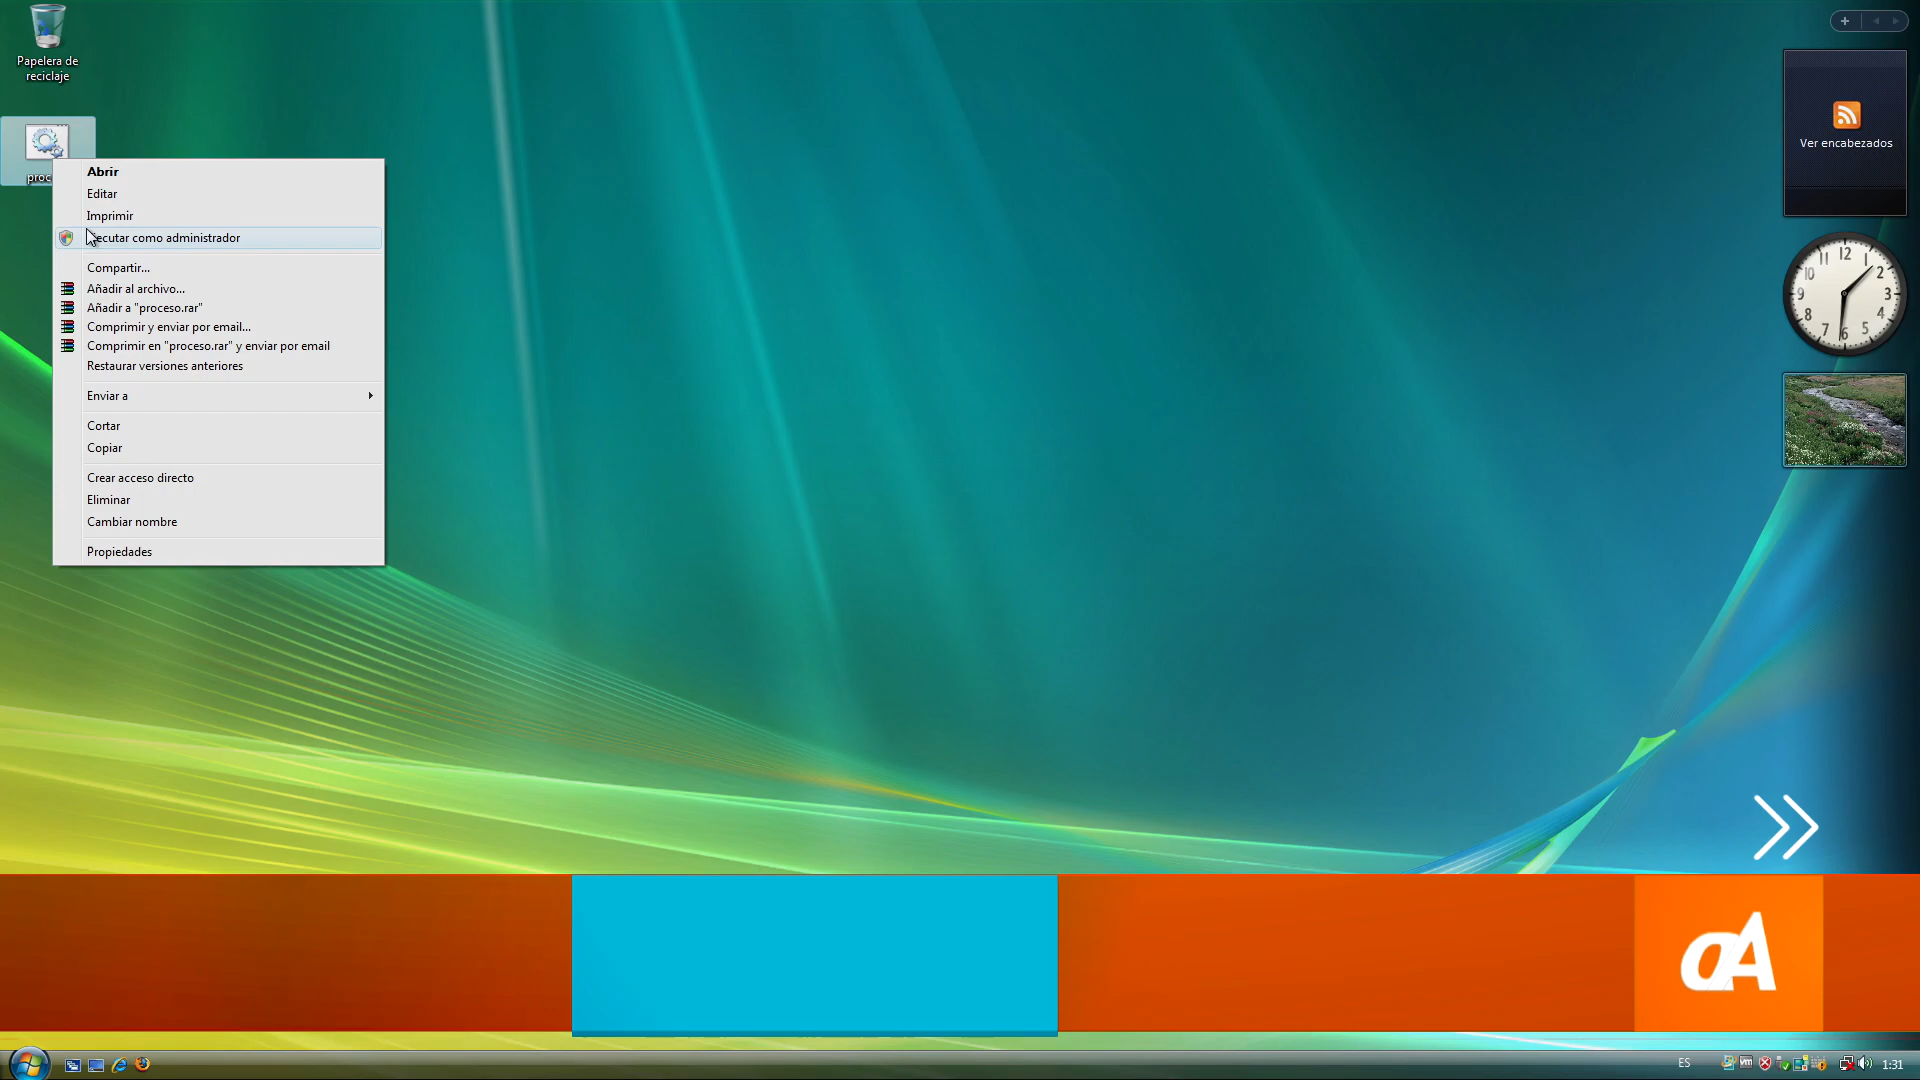 Papelera de
reciclaje
Abrir
Editar
Imprimir
como administrador
Compartir...
Añadir al archivo...
Añadir a "proceso.rar"
Comprimir y enviar por email...
Comprimir en "proceso.rar" y enviar por email
Restaurar versiones anteriores
Enviar a
Cortar
Copiar
Crear acceso directo
Eliminar
Cambiar nombre
Propiedades
Ver encabezados
12
1
2
3
4
5
6
7
8
9
10
11
aA
ES
vm
1:31